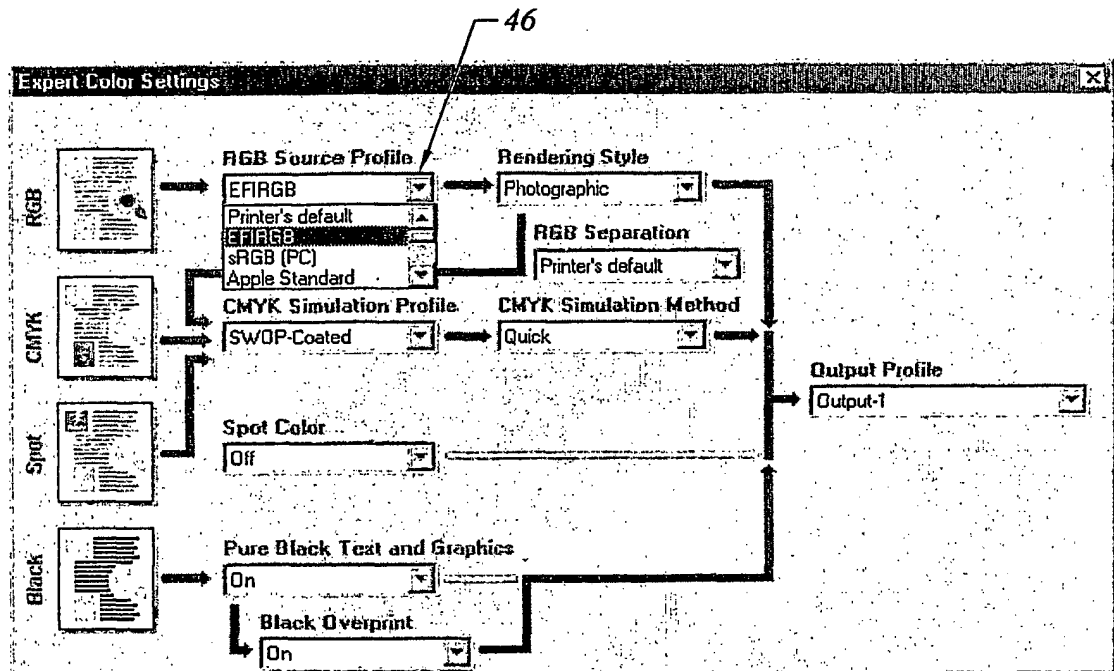 46
Expert Color Settings
RGB
RGB Source Profile
EFIRGB
Printer's default
EFIRGB
sRGB (PC)
Apple Standard
Rendering Style
Photographic
RGB Separation
Printer's default
CMYK
CMYK Simulation Profile
SWOP-Coated
CMYK Simulation Method
Quick
Output Profile
Output-1
Spot
Spot Color
Off
Black
Pure Black Text and Graphics
On
Black Overprint
On